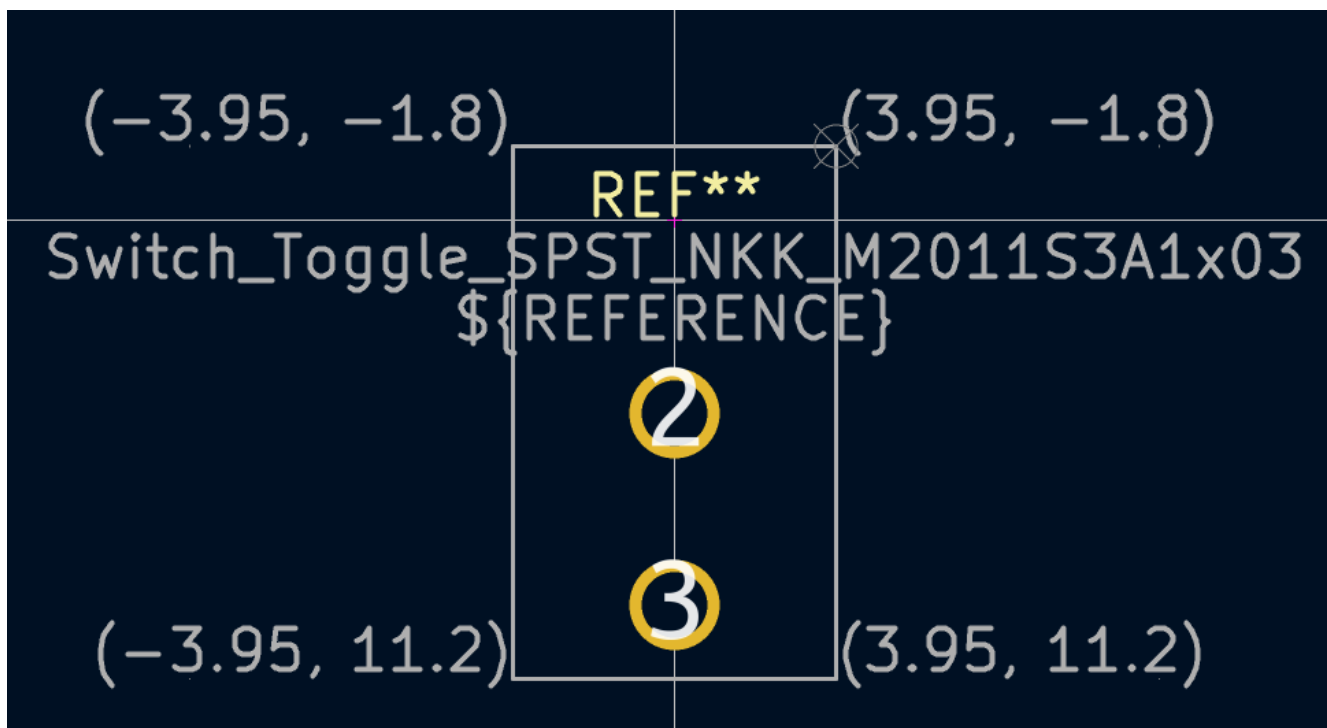 (−3.95, −1.8) (3.95, −1.8)
REF**
Switch_Toggle_SPST_NKK_M2011S3A1x03
${REFERENCE}
2
3
(−3.95, 11.2) (3.95, 11.2)